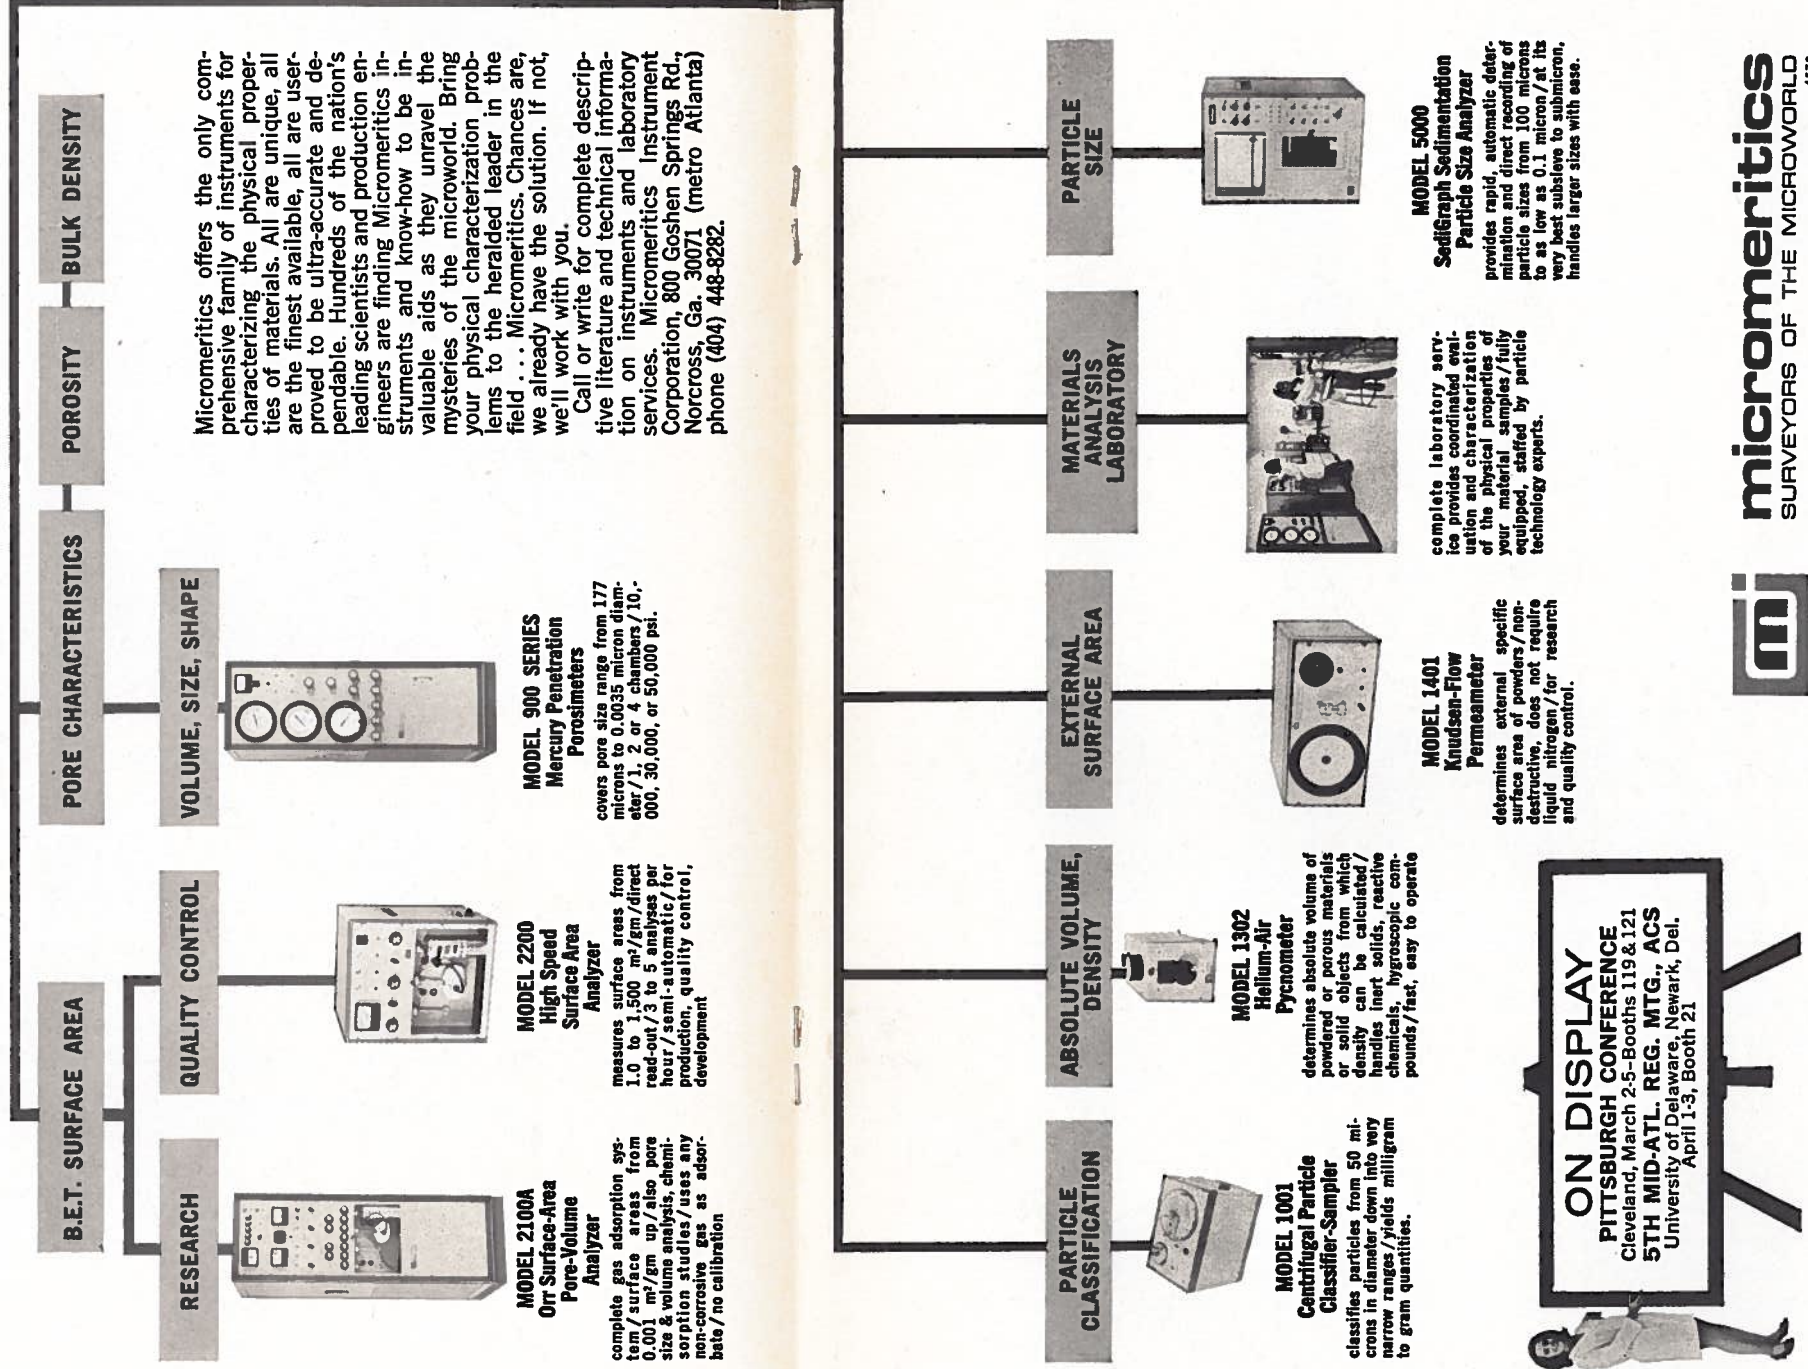 B.E.T. SURFACE AREA
PORE CHARACTERISTICS
POROSITY
BULK DENSITY
RESEARCH
QUALITY CONTROL
VOLUME, SIZE, SHAPE
MODEL 2100A
Orr Surface-Area
Pore-Volume
Analyzer
complete gas adsorption sys-
tem/surface areas from
0.001 m²/gm up/also pore
size & volume analysis, chemi-
sorption studies/uses any
non-corrosive gas as adsor-
bate/no calibration
MODEL 2200
High Speed
Surface Area
Analyzer
measures surface areas from
1.0 to 1,500 m²/gm/direct
read-out/3 to 5 analyses per
hour/semi-automatic/for
production, quality control,
development
MODEL 900 SERIES
Mercury Penetration
Porosimeters
covers pore size range from 177
microns to 0.0035 micron diam-
eter/1, 2 or 4 chambers/10,-
000, 30,000, or 50,000 psi.
Micromeritics offers the only com-
prehensive family of instruments for
characterizing the physical proper-
ties of materials. All are unique, all
are the finest available, all are user-
proved to be ultra-accurate and de-
pendable. Hundreds of the nation's
leading scientists and production en-
gineers are finding Micromeritics in-
struments and know-how to be in-
valuable aids as they unravel the
mysteries of the microworld. Bring
your physical characterization prob-
lems to the heralded leader in the
field ... Micromeritics. Chances are,
we already have the solution. If not,
we'll work with you.
Call or write for complete descrip-
tive literature and technical informa-
tion on instruments and laboratory
services. Micromeritics Instrument
Corporation, 800 Goshen Springs Rd.,
Norcross, Ga. 30071 (metro Atlanta)
phone (404) 448-8282.
PARTICLE
CLASSIFICATION
ABSOLUTE VOLUME,
DENSITY
EXTERNAL
SURFACE AREA
MATERIALS
ANALYSIS
LABORATORY
PARTICLE
SIZE
MODEL 1001
Centrifugal Particle
Classifier-Sampler
classifies particles from 50 mi-
crons in diameter down into very
narrow ranges/yields milligram
to gram quantities.
MODEL 1302
Helium-Air
Pycnometer
determines absolute volume of
powdered or porous materials
or solid objects from which
density can be calculated/
handles inert solids, reactive
chemicals, hygroscopic com-
pounds/fast, easy to operate
MODEL 1401
Knudsen-Flow
Permeameter
determines external specific
surface area of powders/non-
destructive, does not require
liquid nitrogen/for research
and quality control.
complete laboratory serv-
ice provides coordinated eval-
uation and characterization
of the physical properties of
your material samples/fully
equipped, staffed by particle
technology experts.
MODEL 5000
SediGraph Sedimentation
Particle Size Analyzer
provides rapid, automatic deter-
mination and direct recording of
particle sizes from 100 microns
to as low as 0.1 micron/at its
very best subsieve to submicron,
handles larger sizes with ease.
ON DISPLAY
PITTSBURGH CONFERENCE
Cleveland, March 2-5-Booths 119 & 121
5TH MID-ATL. REG. MTG., ACS
University of Delaware, Newark, Del.
April 1-3, Booth 21
mi
micromeritics
SURVEYORS OF THE MICROWORLD